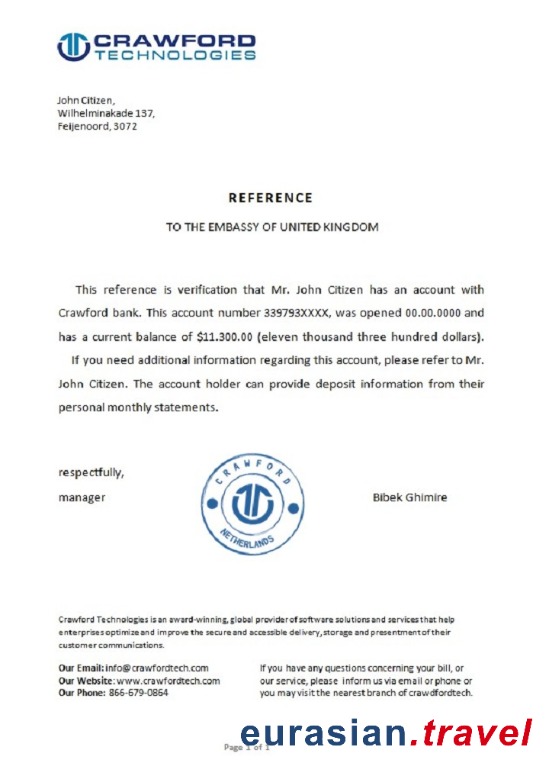 CRAWFORD
TECHNOLOGIES
John Citizen,
Wilhelminakade 137,
Feijenoord, 3072
REFERENCE
TO THE EMBASSY OF UNITED KINGDOM
This reference is verification that Mr. John Citizen has an account with
Crawford bank. This account number 339793XXXX, was opened 00.00.0000 and
has a current balance of $11.300.00 (eleven thousand three hundred dollars).
If you need additional information regarding this account, please refer to Mr.
John Citizen. The account holder can provide deposit information from their
personal monthly statements.
respectfully,
manager
CRAWFORD
NETHERLANDS
Bibek Ghimire
Crawford Technologies is an award-winning, global provider of software solutions and services that help
enterprises optimize and improve the secure and accessible delivery, storage and presentment of their
customer communications.
Our Email: info@crawfordtech.com
Our Website: www.crawfordtech.com
Our Phone: 866-679-0864
If you have any questions concerning your bill, or
our service, please inform us via email or phone or
you may visit the nearest branch of crawdfordtech.
eurasian.travel
Page 1 of 1